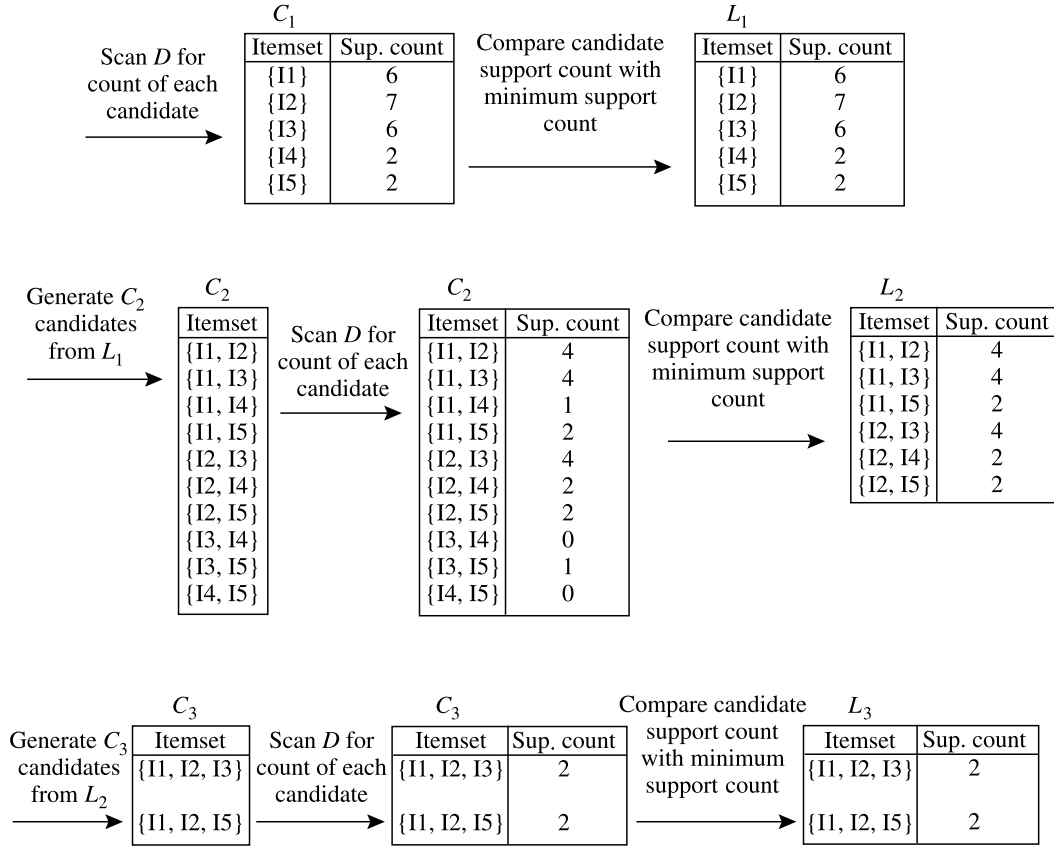 C1
L1
Scan D for
count of each
candidate
Itemset Sup. count
{I1} 6
{I2} 7
{I3} 6
{I4} 2
{I5} 2
Compare candidate
support count with
minimum support
count
Itemset Sup. count
{I1} 6
{I2} 7
{I3} 6
{I4} 2
{I5} 2
Generate C2
candidates
from L1
C2
Itemset
{I1, I2}
{I1, I3}
{I1, I4}
{I1, I5}
{I2, I3}
{I2, I4}
{I2, I5}
{I3, I4}
{I3, I5}
{I4, I5}
Scan D for
count of each
candidate
C2
Itemset Sup. count
{I1, I2} 4
{I1, I3} 4
{I1, I4} 1
{I1, I5} 2
{I2, I3} 4
{I2, I4} 2
{I2, I5} 2
{I3, I4} 0
{I3, I5} 1
{I4, I5} 0
Compare candidate
support count with
minimum support
count
L2
Itemset Sup. count
{I1, I2} 4
{I1, I3} 4
{I1, I5} 2
{I2, I3} 4
{I2, I4} 2
{I2, I5} 2
Generate C3
candidates
from L2
C3
Itemset
{I1, I2, I3}
{I1, I2, I5}
Scan D for
count of each
candidate
C3
Itemset Sup. count
{I1, I2, I3} 2
{I1, I2, I5} 2
Compare candidate
support count
with minimum
support count
L3
Itemset Sup. count
{I1, I2, I3} 2
{I1, I2, I5} 2